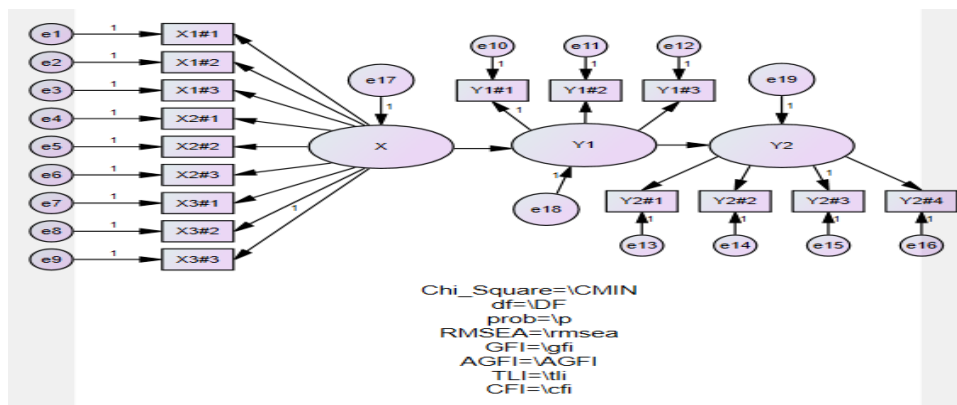 e1 1 X1#1
e2 1 X1#2
e3 1 X1#3
e4 1 X2#1
e5 1 X2#2
e6 1 X2#3
e7 1 X3#1
e8 1 X3#2
e9 1 X3#3
1
e17
1
X
e10 e11 e12
1 1 1
Y1#1 Y1#2 Y1#3
1
Y1
1
e18
e19
1
Y2
1
Y2#1 Y2#2 Y2#3 Y2#4
1 1 1 1
e13 e14 e15 e16
Chi_Square=\CMIN
df=\DF
prob=\p
RMSEA=\rmsea
GFI=\gfi
AGFI=\AGFI
TLI=\tli
CFI=\cfi